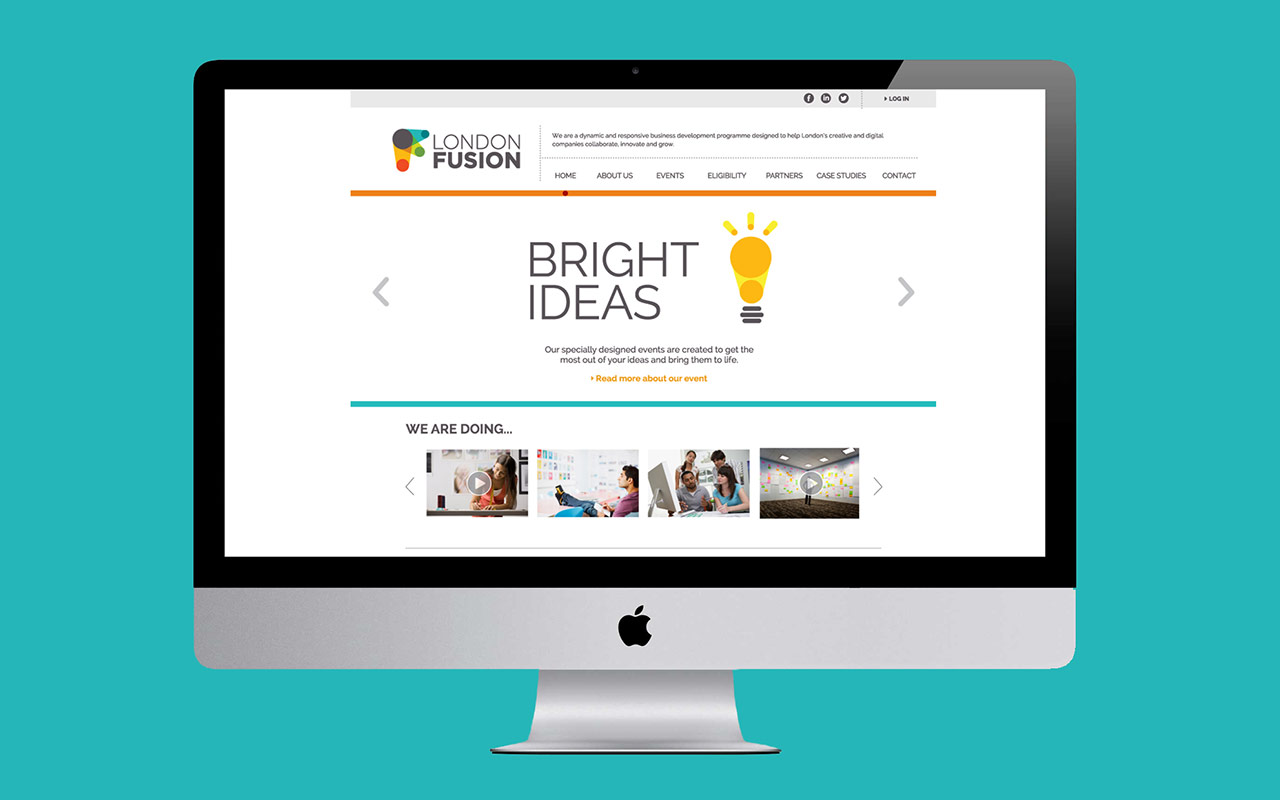 LOG IN
LONDON
FUSION
We are a dynamic and responsive business development programme designed to help London's creative and digital
companies collaborate, innovate and grow.
HOME ABOUT US EVENTS ELIGIBILITY PARTNERS CASE STUDIES CONTACT
BRIGHT
IDEAS
Our specially designed events are created to get the
most out of your ideas and bring them to life.
Read more about our event
WE ARE DOING...